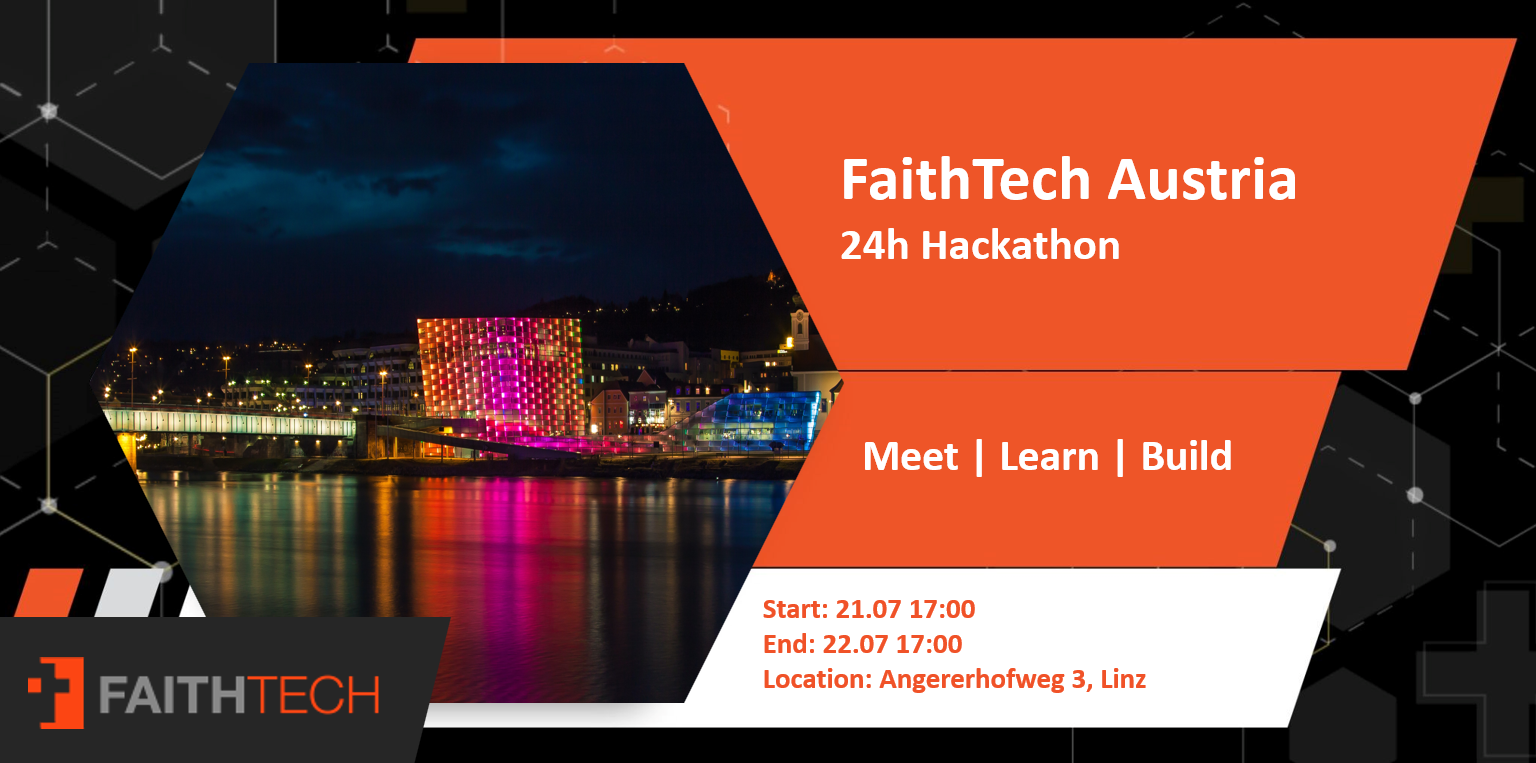 FaithTech Austria
24h Hackathon
Meet | Learn | Build
Start: 21.07 17:00
End: 22.07 17:00
Location: Angererhofweg 3, Linz
FAITHTECH